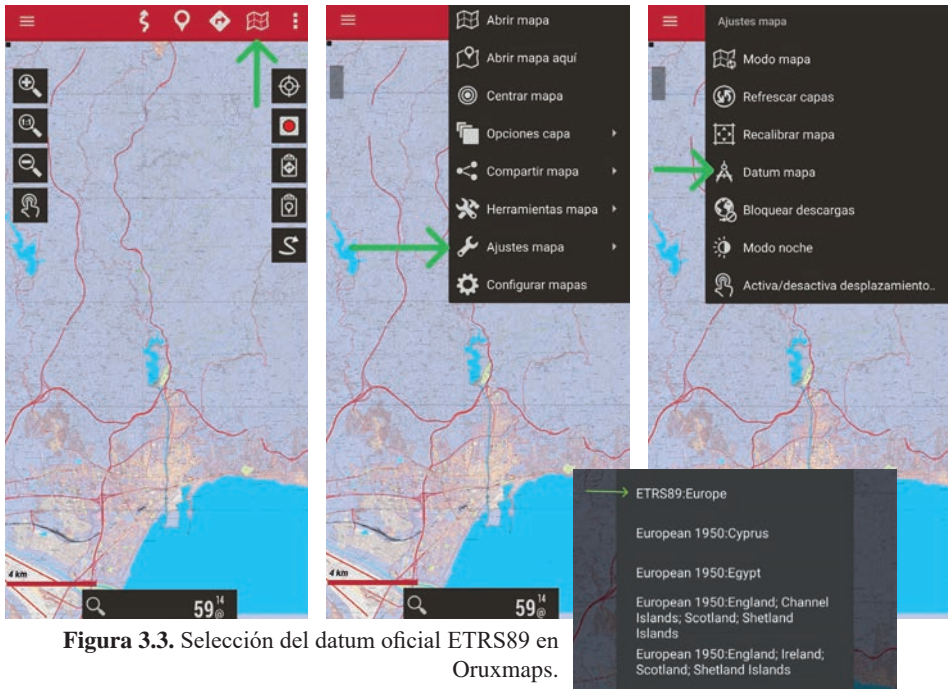 4 km
59 14 @
Abrir mapa
Abrir mapa aquí
Centrar mapa
Opciones capa
Compartir mapa
Herramientas mapa
Ajustes mapa
Configurar mapas
4 km
59 14 @
Ajustes mapa
Modo mapa
Refrescar capas
Recalibrar mapa
Datum mapa
Bloquear descargas
Modo noche
Activa/desactiva desplazamiento..
ETRS89:Europe
European 1950:Cyprus
European 1950:Egypt
European 1950:England; Channel
Islands; Scotland; Shetland
Islands
European 1950:England; Ireland;
Scotland; Shetland Islands
Figura 3.3. Selección del datum oficial ETRS89 en
Oruxmaps.